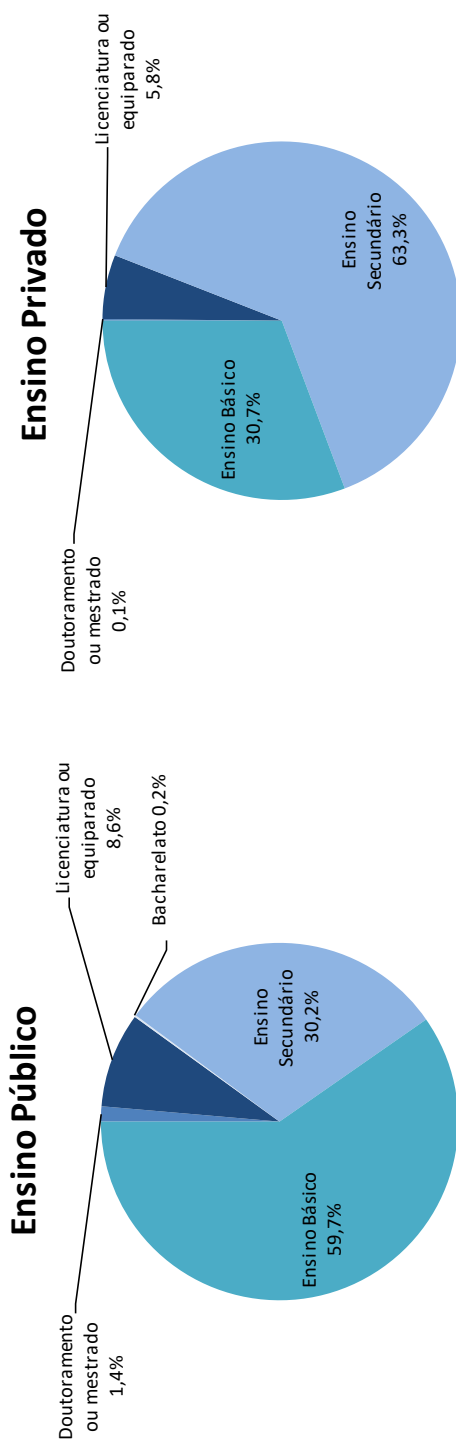 Ensino Público
Doutoramento
ou mestrado
1,4%
Licenciatura ou
equiparado
8,6%
Bacharelato 0,2%
Ensino
Secundário
30,2%
Ensino Básico
59,7%
Ensino Privado
Doutoramento
ou mestrado
0,1%
Licenciatura ou
equiparado
5,8%
Ensino
Secundário
63,3%
Ensino Básico
30,7%